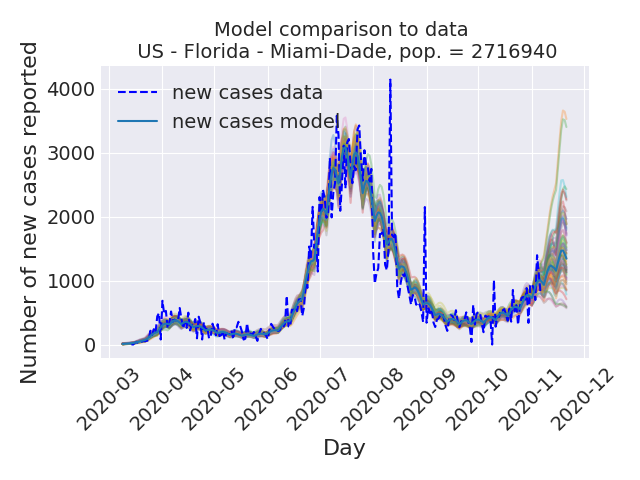 Model comparison to data
US - Florida - Miami-Dade, pop. = 2716940
Number of new cases reported
4000
3000
2000
1000
0
new cases data
new cases model
2020-03
2020-04
2020-05
2020-06
2020-07
2020-08
2020-09
2020-10
2020-11
2020-12
Day